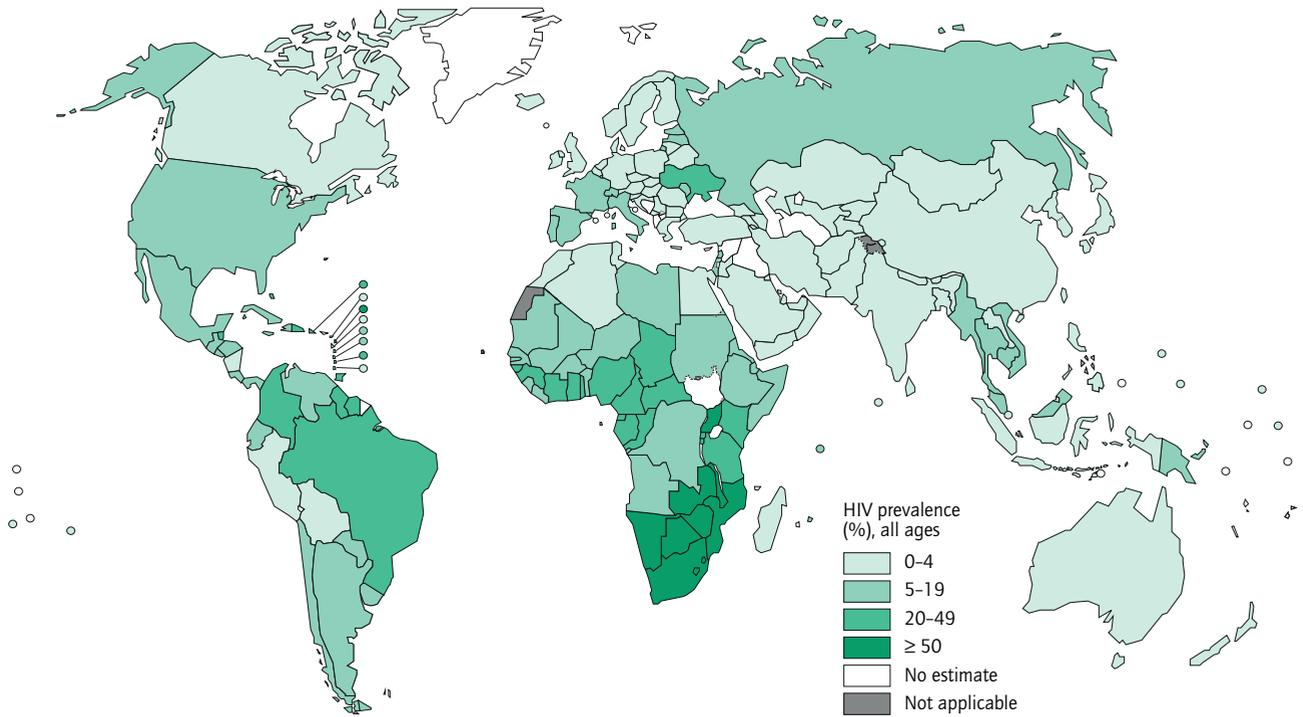 HIV prevalence
(%), all ages
0–4
5–19
20–49
≥ 50
No estimate
Not applicable